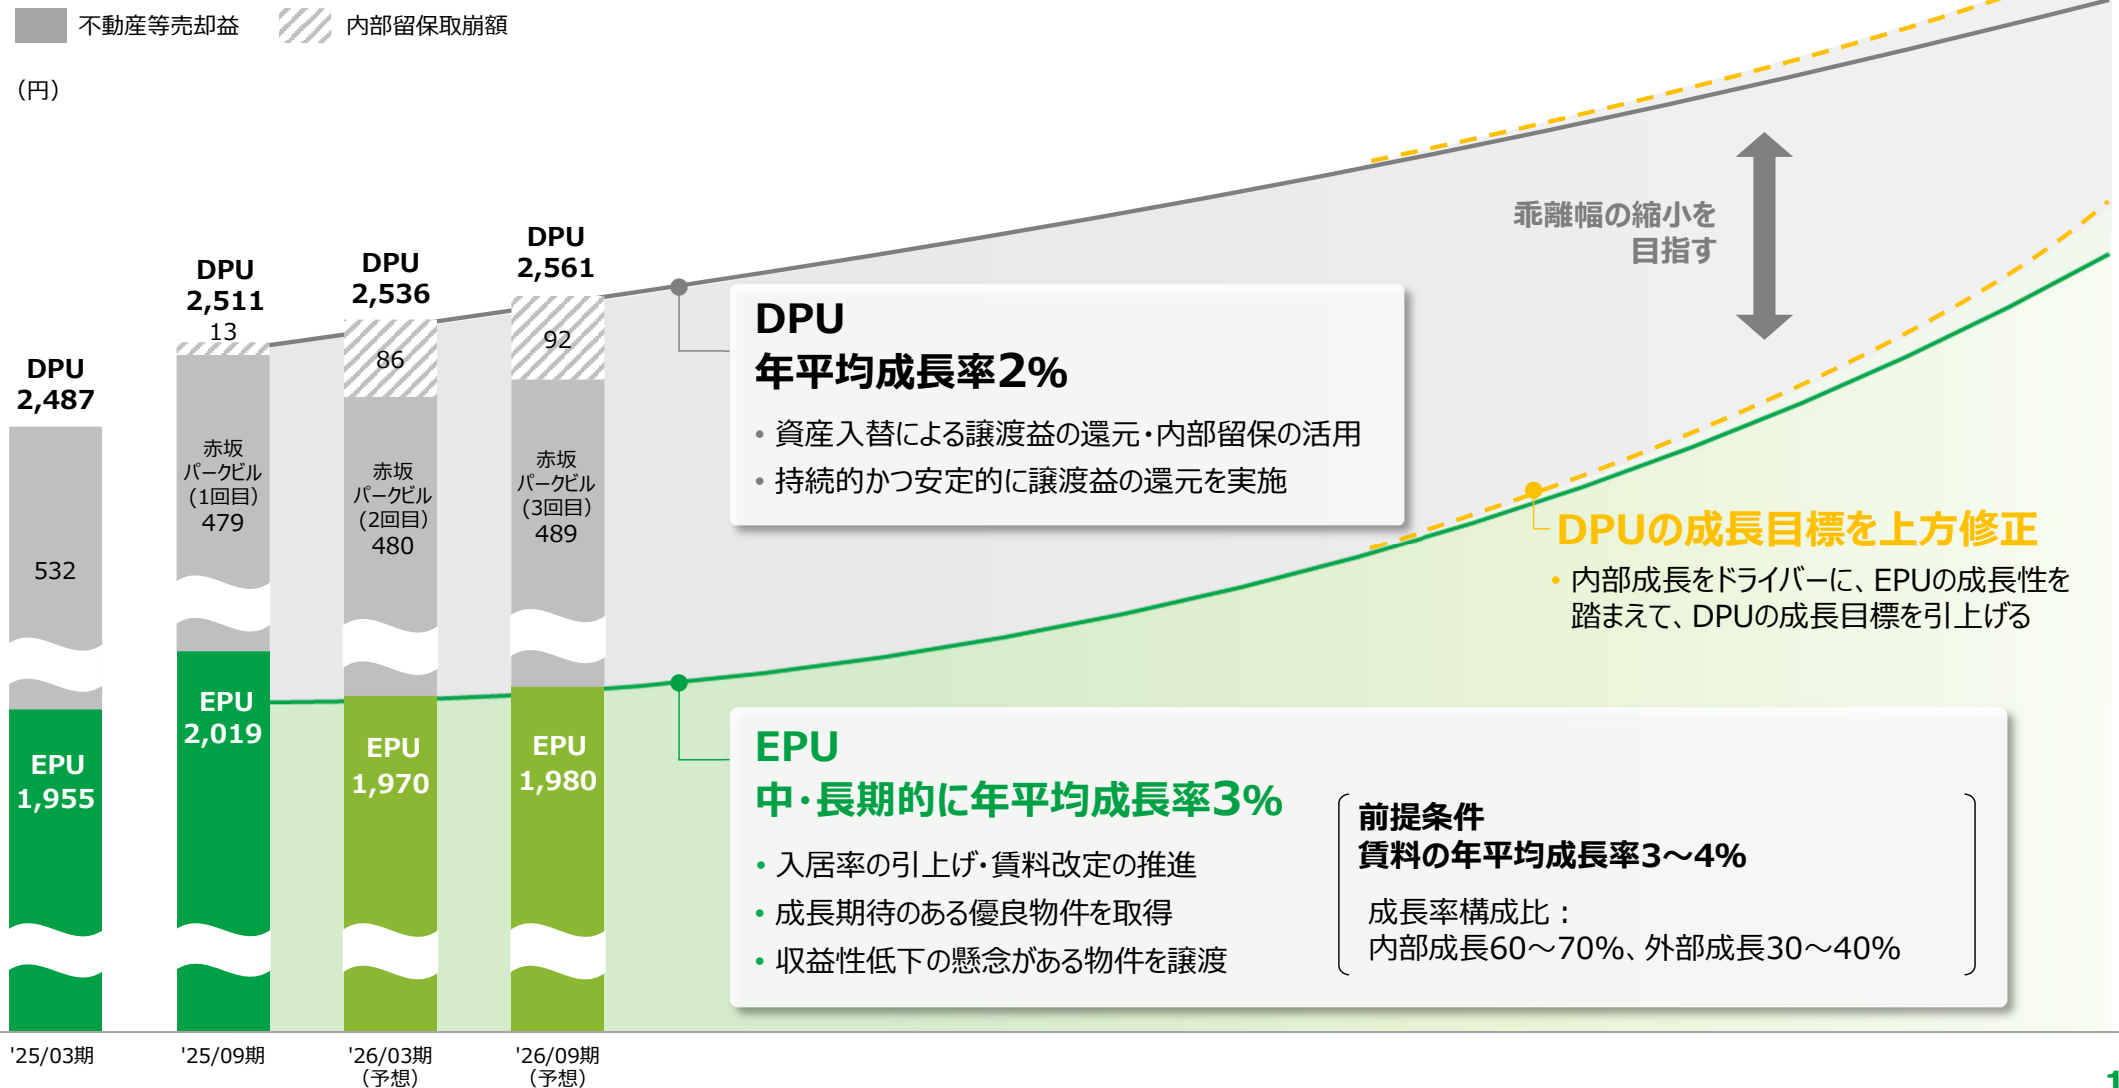 不動産等売却益
内部留保取崩額
（円）
DPU
2,487
532
EPU
1,955
'25/03期
DPU
2,511
13
赤坂
パークビル
(1回目)
479
EPU
2,019
'25/09期
DPU
2,536
86
赤坂
パークビル
(2回目)
480
EPU
1,970
'26/03期
(予想)
DPU
2,561
92
赤坂
パークビル
(3回目)
489
EPU
1,980
'26/09期
(予想)
DPU
年平均成長率2%
• 資産入替による譲渡益の還元･内部留保の活用
• 持続的かつ安定的に譲渡益の還元を実施
乖離幅の縮小を
目指す
DPUの成長目標を上方修正
• 内部成長をドライバーに、EPUの成長性を
踏まえて、DPUの成長目標を引上げる
EPU
中･長期的に年平均成長率3%
• 入居率の引上げ･賃料改定の推進
• 成長期待のある優良物件を取得
• 収益性低下の懸念がある物件を譲渡
前提条件
賃料の年平均成長率3～4%
成長率構成比：
内部成長60～70%、外部成長30～40%